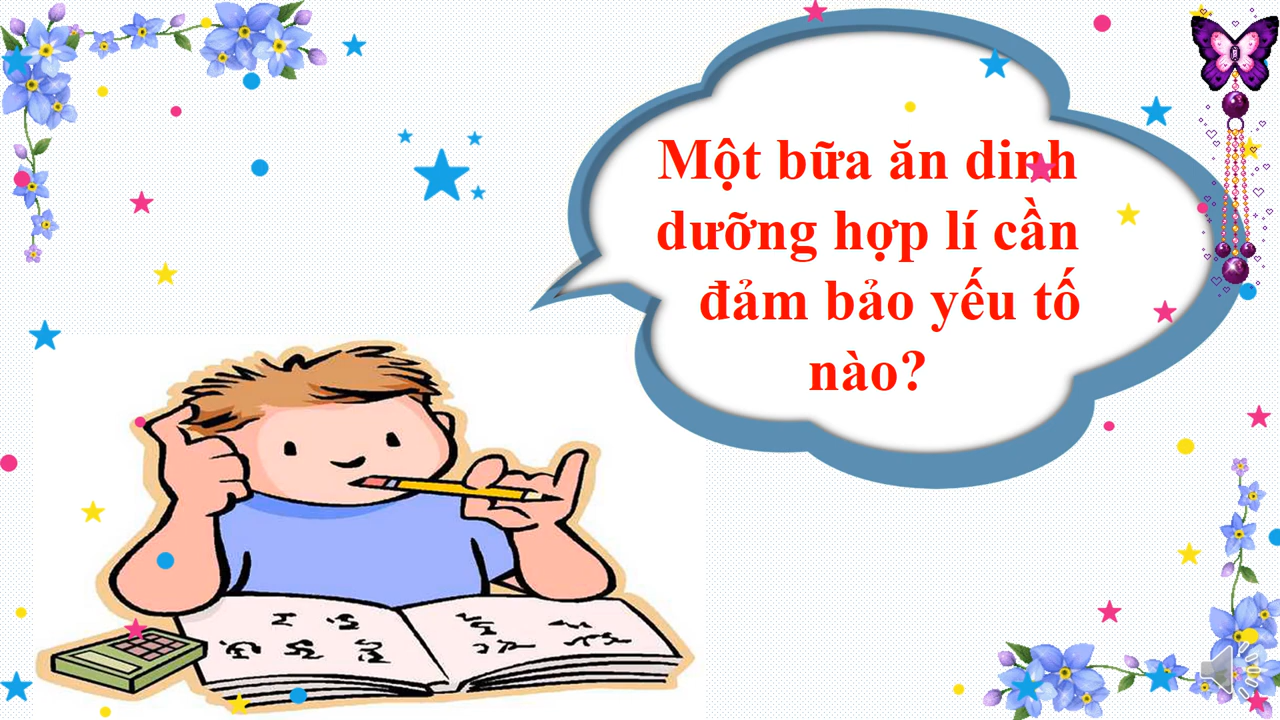 Một bữa ăn dinh
dưỡng hợp lí cần
đảm bảo yếu tố
nào?